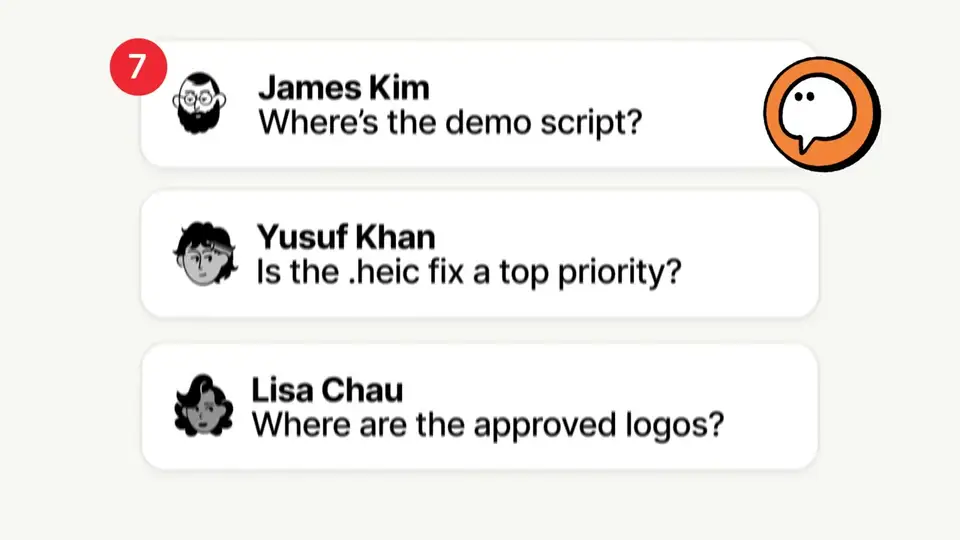 7
James Kim
Where's the demo script?
Yusuf Khan
Is the .heic fix a top priority?
Lisa Chau
Where are the approved logos?